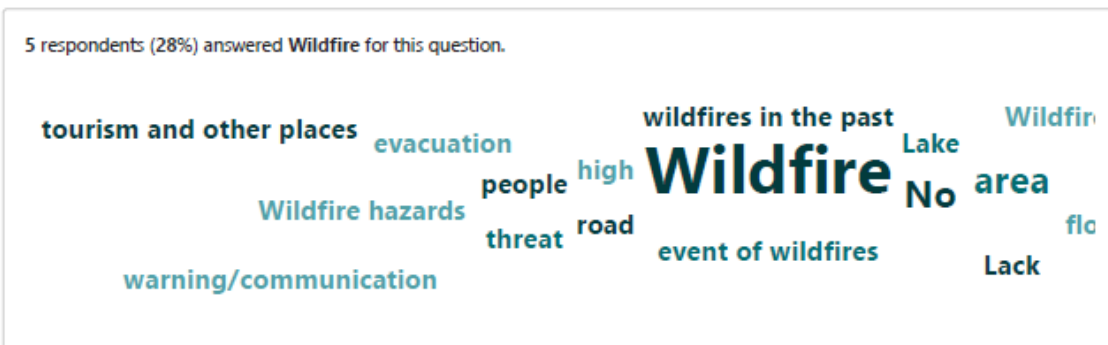 5 respondents (28%) answered Wildfire for this question.
wildfires in the past
tourism and other places
evacuation
Lake
high
Wildfire
people
No
area
Wildfire hazards
road
threat
event of wildfires
Lack
warning/communication